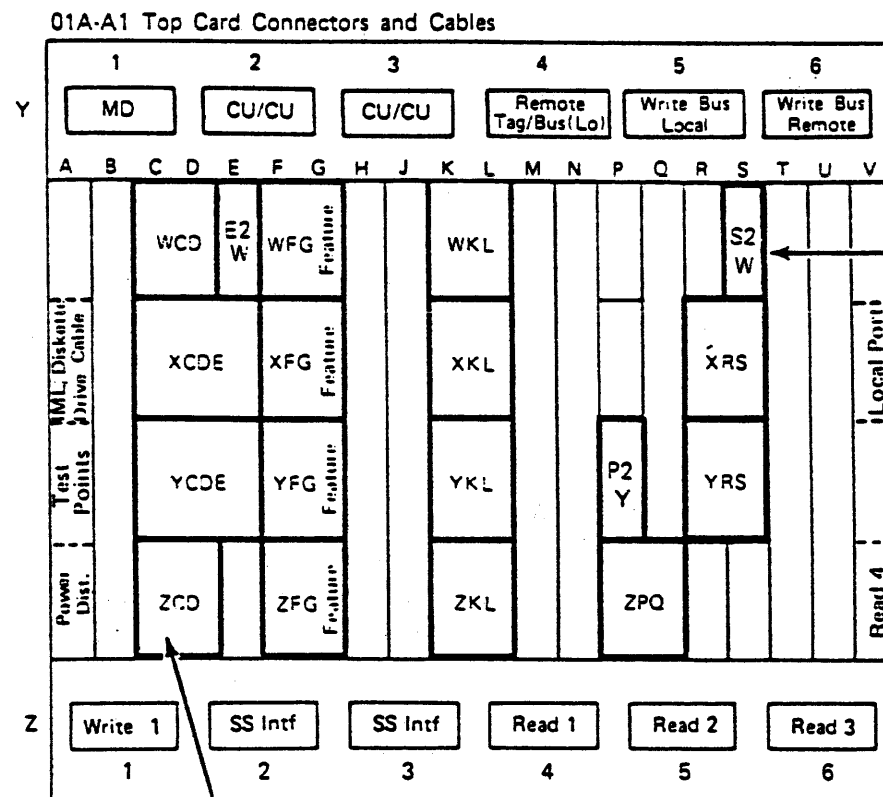 01A-A1 Top Card Connectors and Cables
1 2 3 4 5 6
Y
MD
CU/CU
CU/CU
Remote
Tag/Bus(Lo)
Write Bus
Local
Write Bus
Remote
A B C D E F G H J K L M N P Q R S T U V
WCD
E2
W
WFG
Feature
WKL
S2
W
IML, Diskette
Drive Cable
XCDE
XFG
Feature
XKL
XRS
Local Port
Test
Points
YCDE
YFG
Feature
YKL
P2
Y
YRS
Power
Dist.
ZCD
ZFG
Feature
ZKL
ZPQ
Read 4
Z
Write 1
SS Intf
SS Intf
Read 1
Read 2
Read 3
1 2 3 4 5 6